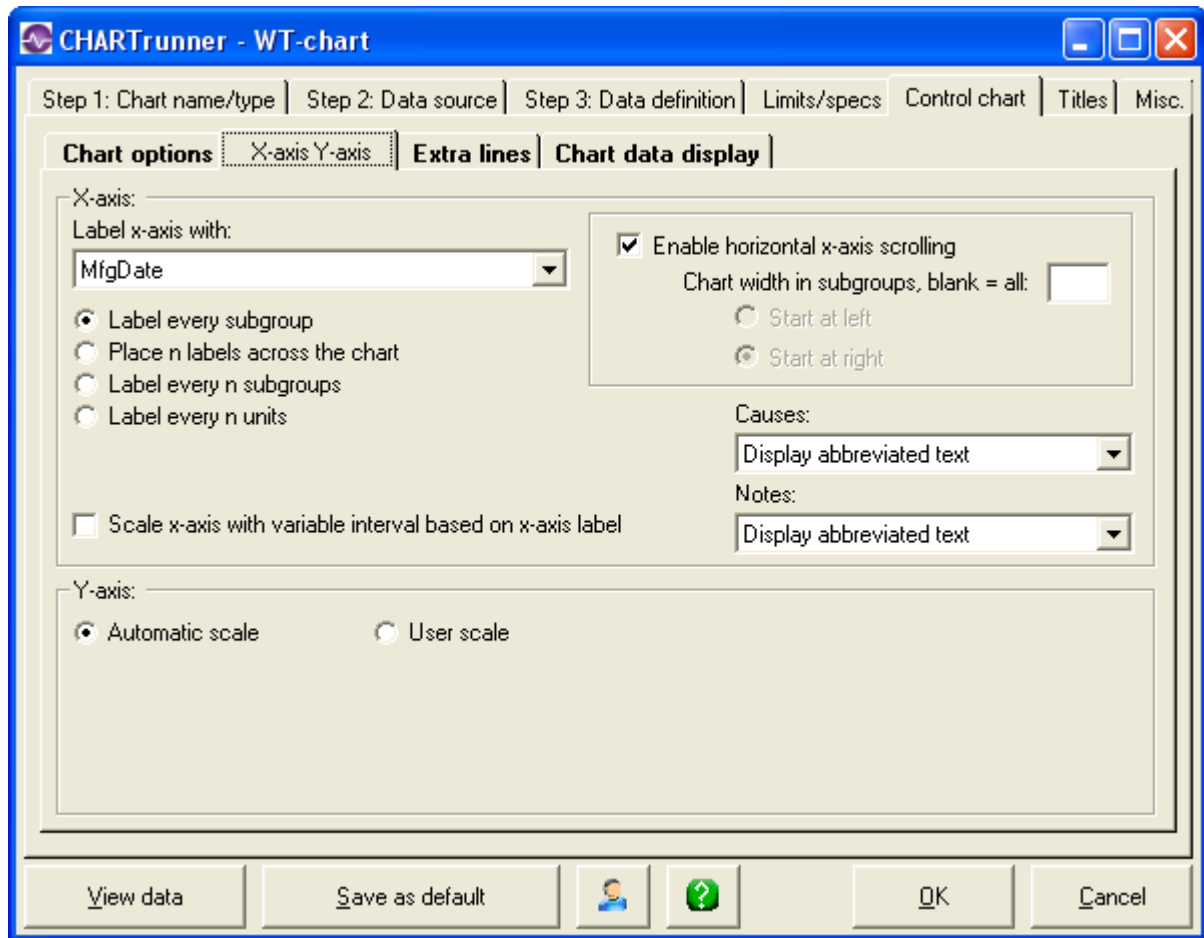 CHARTrunner - WT-chart
Step 1: Chart name/type Step 2: Data source Step 3: Data definition Limits/specs Control chart Titles Misc.
Chart options X-axis Y-axis Extra lines Chart data display
X-axis:
Label x-axis with:
MfgDate
Label every subgroup
Place n labels across the chart
Label every n subgroups
Label every n units
Scale x-axis with variable interval based on x-axis label
Enable horizontal x-axis scrolling
Chart width in subgroups, blank = all:
Start at left
Start at right
Causes:
Display abbreviated text
Notes:
Display abbreviated text
Y-axis:
Automatic scale User scale
View data Save as default ? OK Cancel